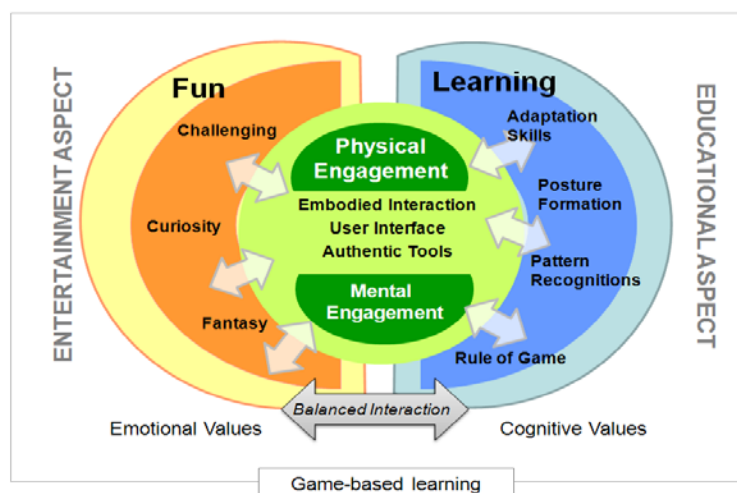 ENTERTAINMENT ASPECT
Fun
Challenging
Curiosity
Fantasy
Physical
Engagement
Embodied Interaction
User Interface
Authentic Tools
Mental
Engagement
Learning
Adaptation
Skills
Posture
Formation
Pattern
Recognitions
Rule of Game
EDUCATIONAL ASPECT
Balanced Interaction
Emotional Values
Cognitive Values
Game-based learning